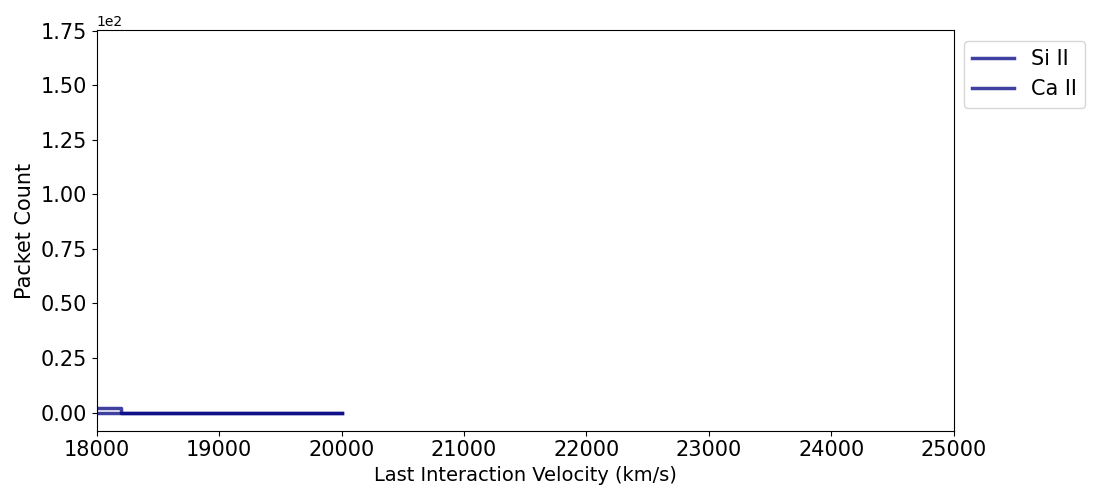 1e2
1.75
1.50
1.25
1.00
0.75
0.50
0.25
0.00
Packet Count
18000 19000 20000 21000 22000 23000 24000 25000
Last Interaction Velocity (km/s)
Si II
Ca II